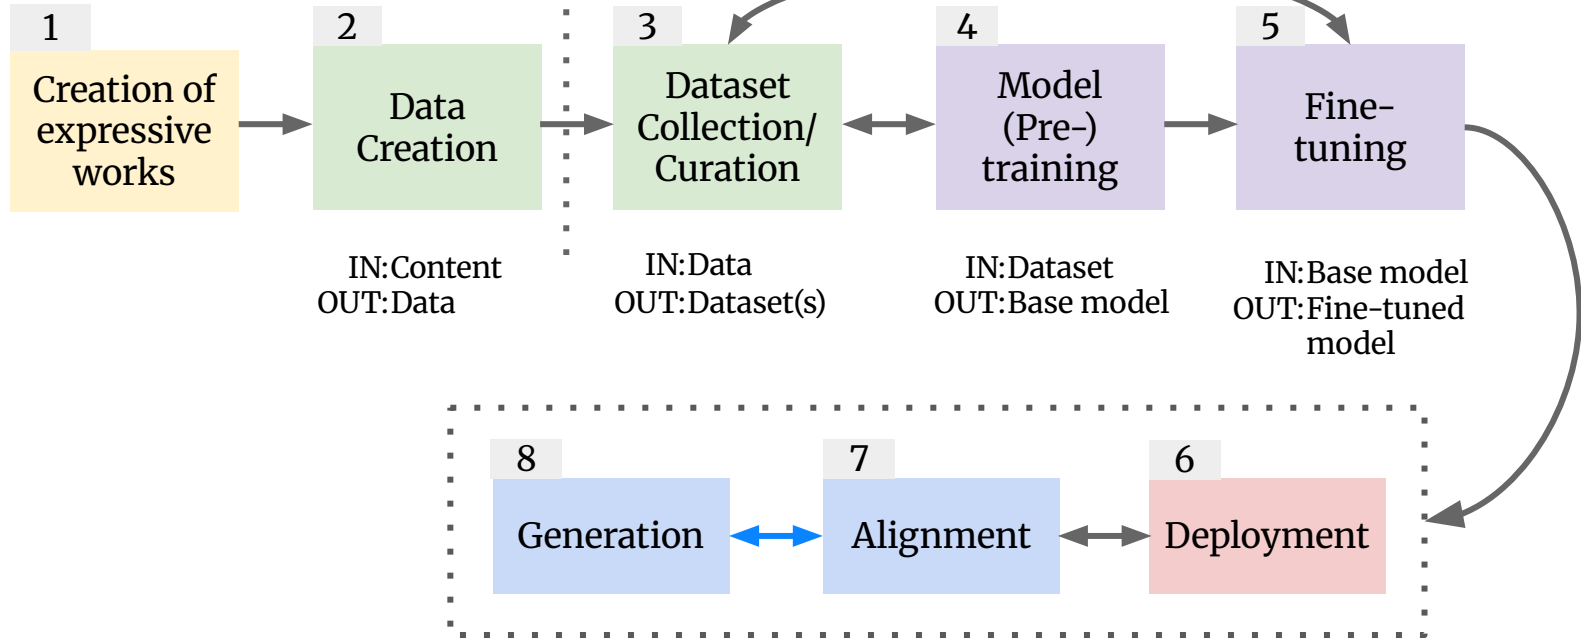 1
Creation of
expressive
works
2
Data
Creation
IN:Content
OUT:Data
3
Dataset
Collection/
Curation
IN:Data
OUT:Dataset(s)
4
Model
(Pre-)
training
IN:Dataset
OUT:Base model
5
Fine-
tuning
IN:Base model
OUT:Fine-tuned
model
8
Generation
7
Alignment
6
Deployment